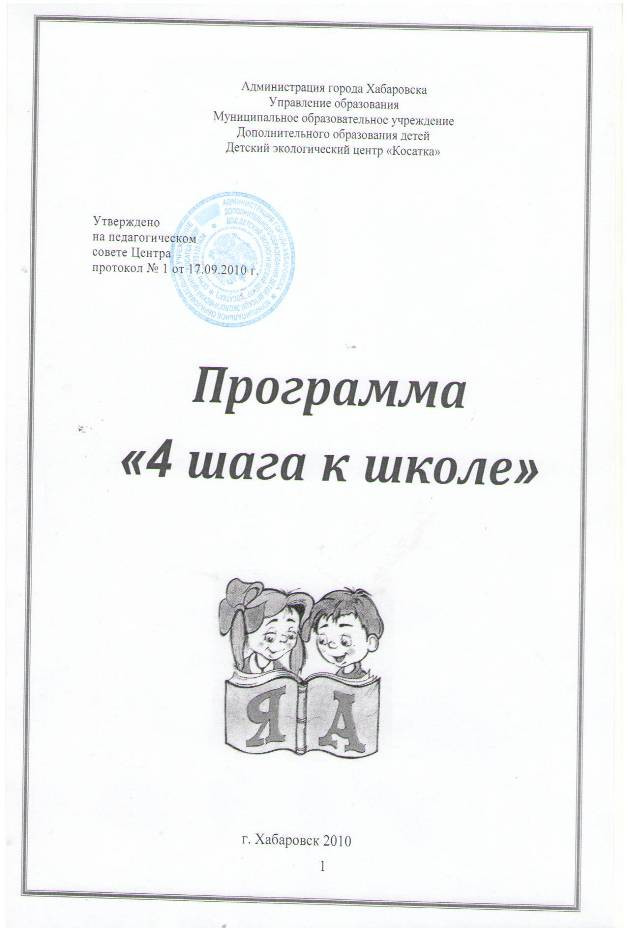 Администрация города Хабаровска
Управление образования
Муниципальное образовательное учреждение
Дополнительного образования детей
Детский экологический центр «Косатка»
Утверждено
на педагогическом
совете Центра
протокол № 1 от 17.09.2010 г.
Программа
«4 шага к школе»
Я А
г. Хабаровск 2010
1